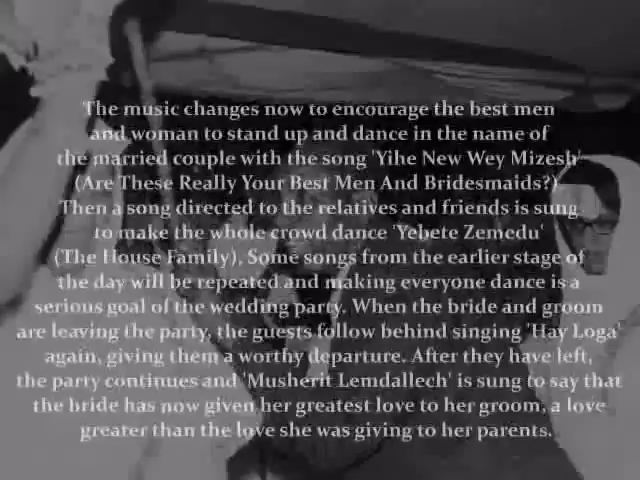 The music changes now to encourage the best men
and woman to stand up and dance in the name of
the married couple with the song 'Yihe New Wey Mizesh'
(Are These Really Your Best Men And Bridesmaids?)
Then a song directed to the relatives and friends is sung
to make the whole crowd dance 'Yebete Zemedu'
(The House Family), Some songs from the earlier stage of
the day will be repeated and making everyone dance is a
serious goal of the wedding party. When the bride and groom
are leaving the party, the guests follow behind singing 'Hay Loga'
again, giving them a worthy departure. After they have left,
the party continues and 'Musherit Lemdallech' is sung to say that
the bride has now given her greatest love to her groom, a love
greater than the love she was giving to her parents.